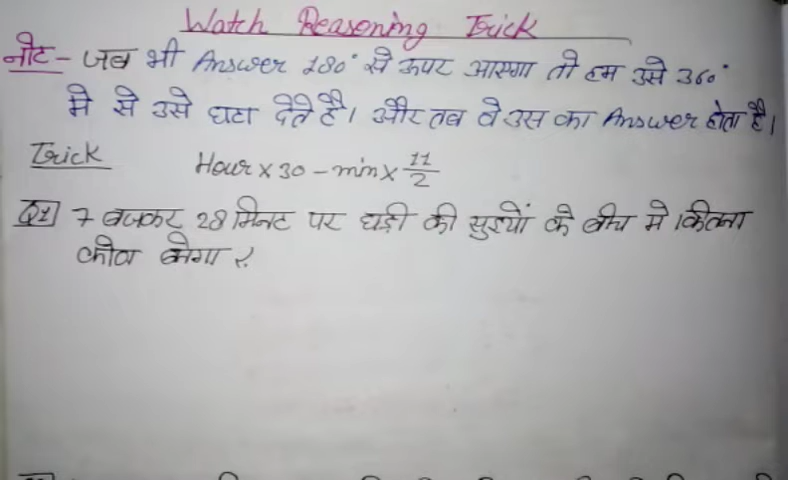 Watch Reasoning Trick
नोट - जब भी Answer 180° से ऊपर आएगा तो हम उसे 360°
मे से उसे घटा देते है। और तब वे उस का Answer होता है।
Trick Hour × 30 - min × 11/2
Q1 7 बजकर 28 मिनट पर घड़ी की सुइयों के बीच मे कितना
कोण बनेगा ?